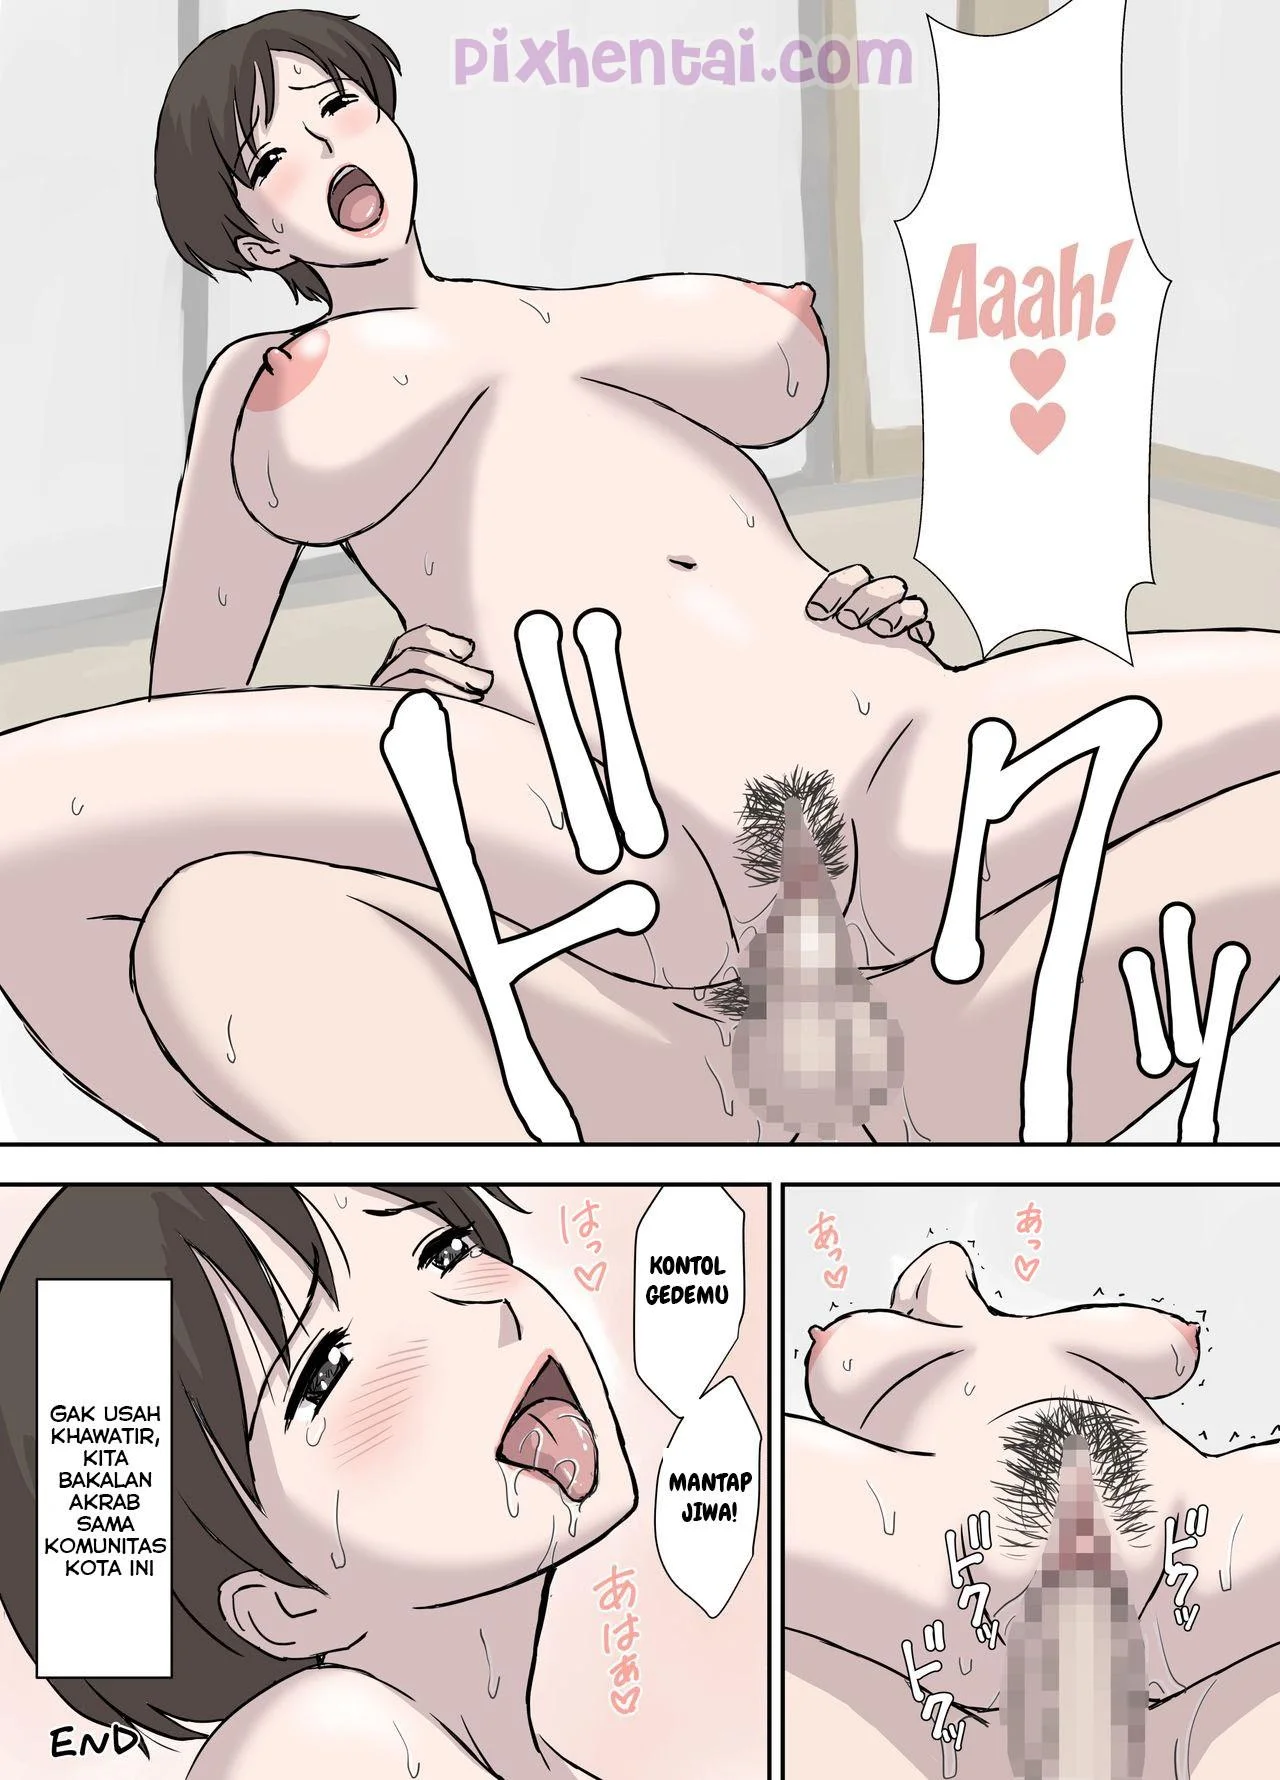 pixhentai.com
Aaah!
ドックッ
KONTOL
GEDEMU
MANTAP
JIWA!
はっ
あはぁ
GAK USAH
KHAWATIR,
KITA
BAKALAN
AKRAB
SAMA
KOMUNITAS
KOTA INI
END
あっ
あっ
ドクッ
ドクッ
ドクッ